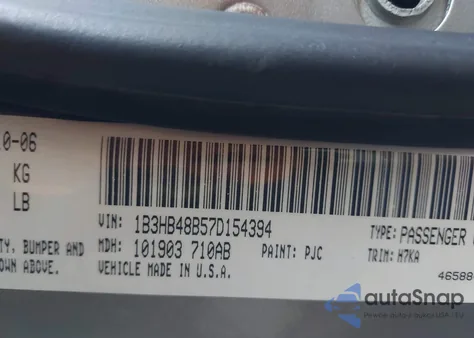 10-06
KG
LB
VIN: 1B3HB48B57D154394 TYPE: PASSENGER
TY, BUMPER AND MDH: 101903 710AB PAINT: PJC TRIM: H7KA
OWN ABOVE. VEHICLE MADE IN U.S.A. 46588
autoSnap